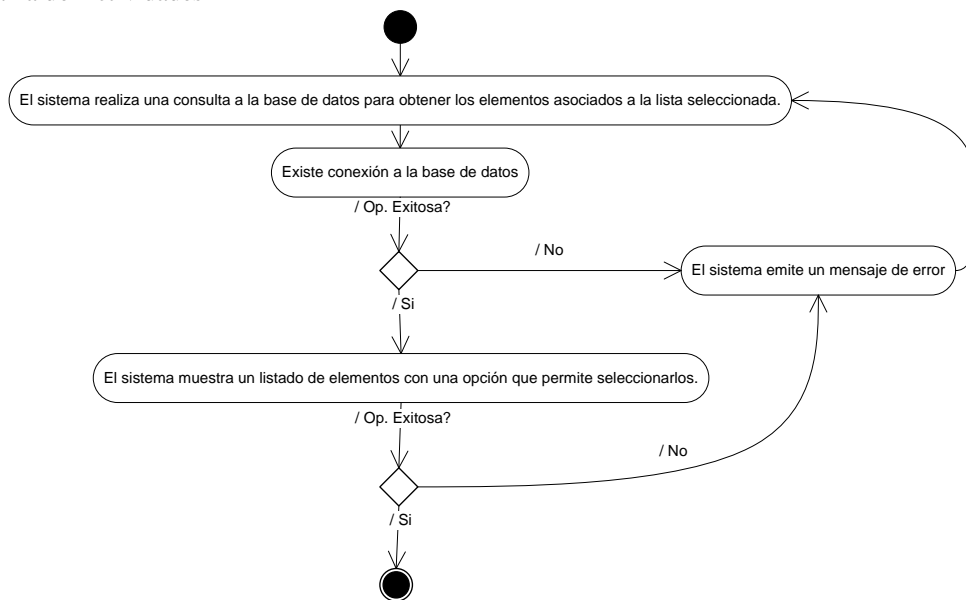 El sistema realiza una consulta a la base de datos para obtener los elementos asociados a la lista seleccionada.
Existe conexión a la base de datos
/ Op. Exitosa?
/ No
El sistema emite un mensaje de error
/ Si
El sistema muestra un listado de elementos con una opción que permite seleccionarlos.
/ Op. Exitosa?
/ No
/ Si